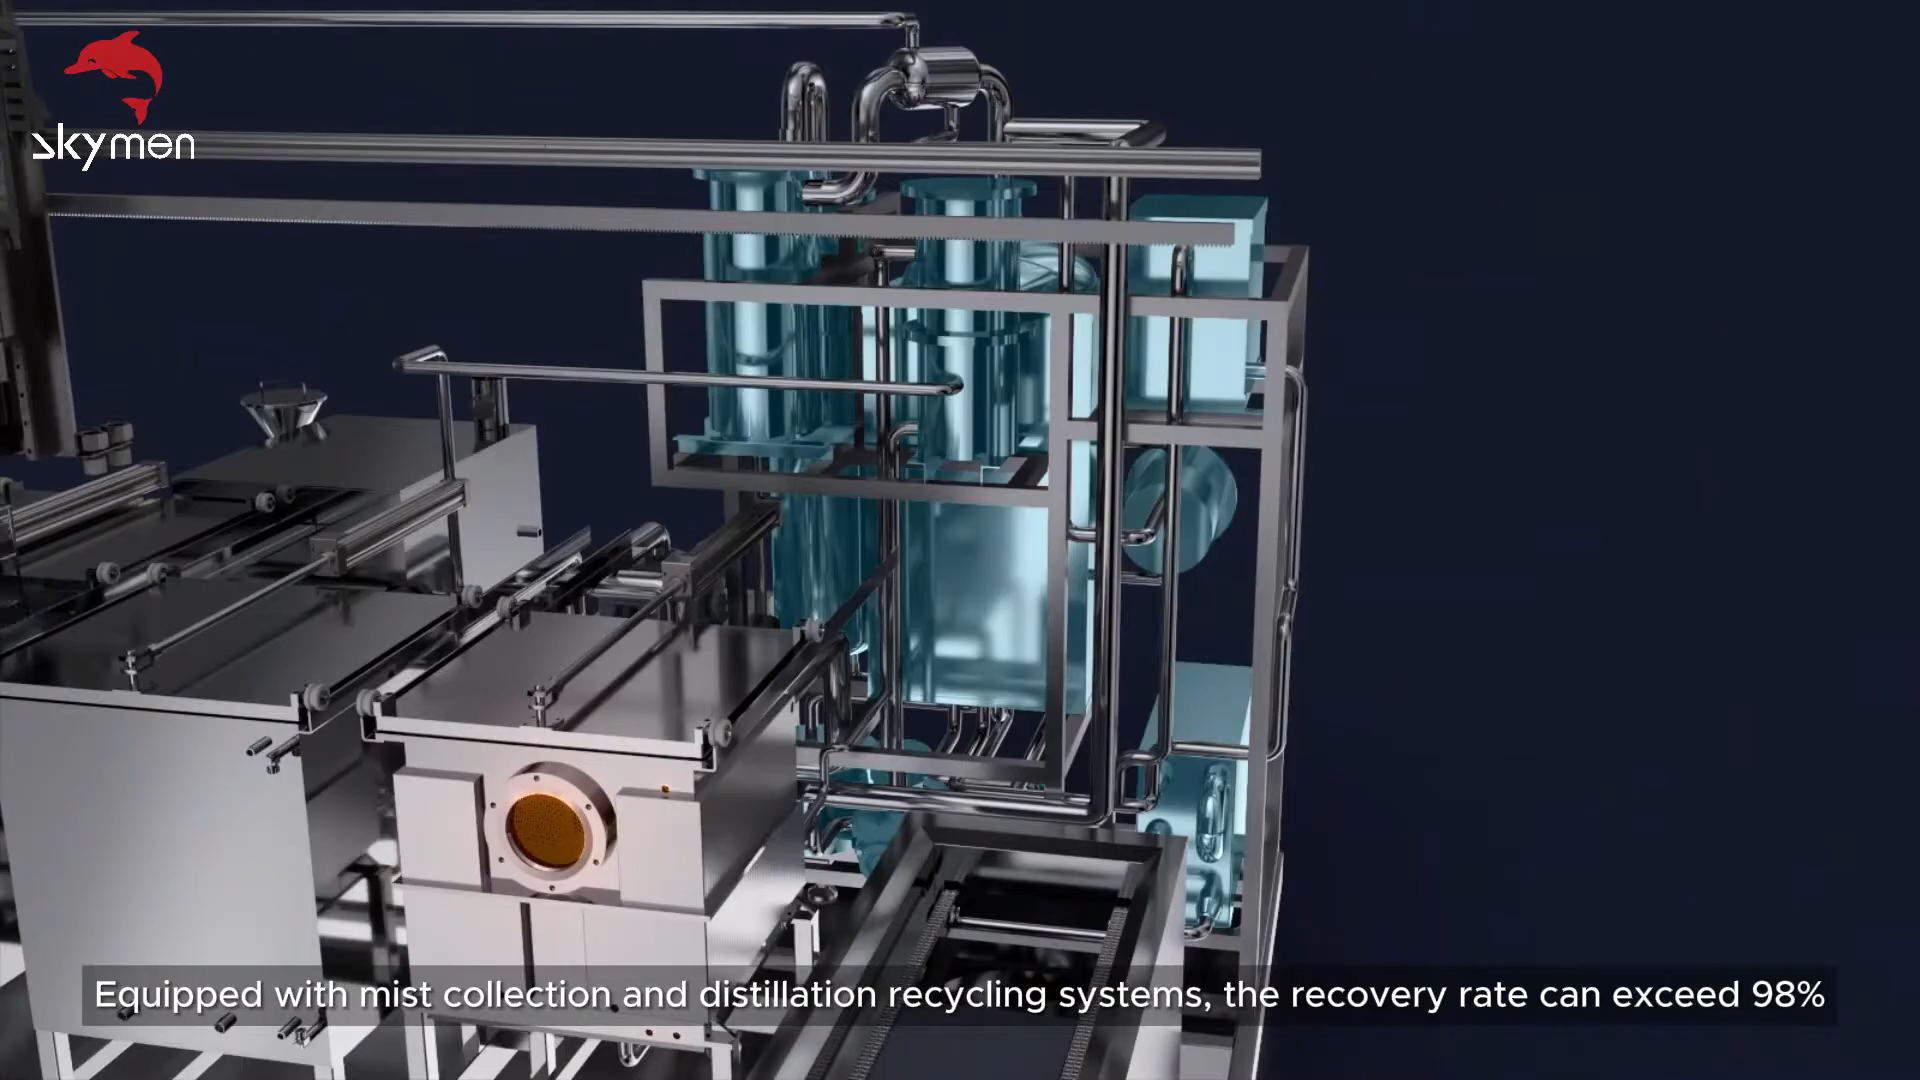 skymen
Equipped with mist collection and distillation recycling systems, the recovery rate can exceed 98%